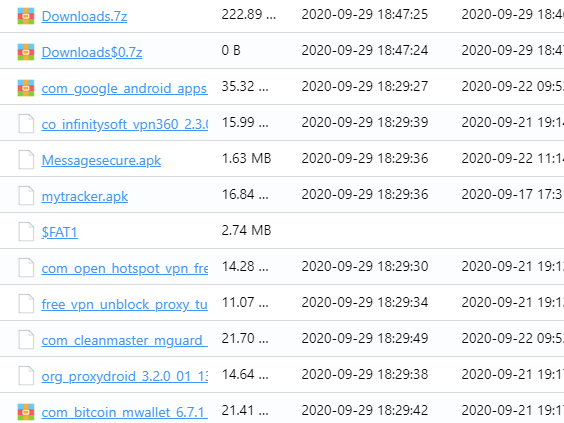 Downloads.7z 222.89 ... 2020-09-29 18:47:25 2020-09-29 18:4
Downloads$0.7z 0 B 2020-09-29 18:47:24 2020-09-29 18:4
com_google_android_apps 35.32 ... 2020-09-29 18:29:27 2020-09-22 09:5
co_infinitysoft_vpn360_2.3.0 15.99 ... 2020-09-29 18:29:39 2020-09-21 19:1
Messagesecure.apk 1.63 MB 2020-09-29 18:29:36 2020-09-22 11:1
mytracker.apk 16.84 ... 2020-09-29 18:29:36 2020-09-17 17:3
$FAT1 2.74 MB
com_open_hotspot_vpn_fre 14.28 ... 2020-09-29 18:29:30 2020-09-21 19:1
free_vpn_unblock_proxy_tu 11.07 ... 2020-09-29 18:29:34 2020-09-21 19:1
com_cleanmaster_mguard_ 21.70 ... 2020-09-29 18:29:49 2020-09-22 09:5
org_proxydroid_3.2.0_01_13 14.64 ... 2020-09-29 18:29:38 2020-09-21 19:1
com_bitcoin_mwallet_6.7.1_ 21.41 ... 2020-09-29 18:29:42 2020-09-21 19:1